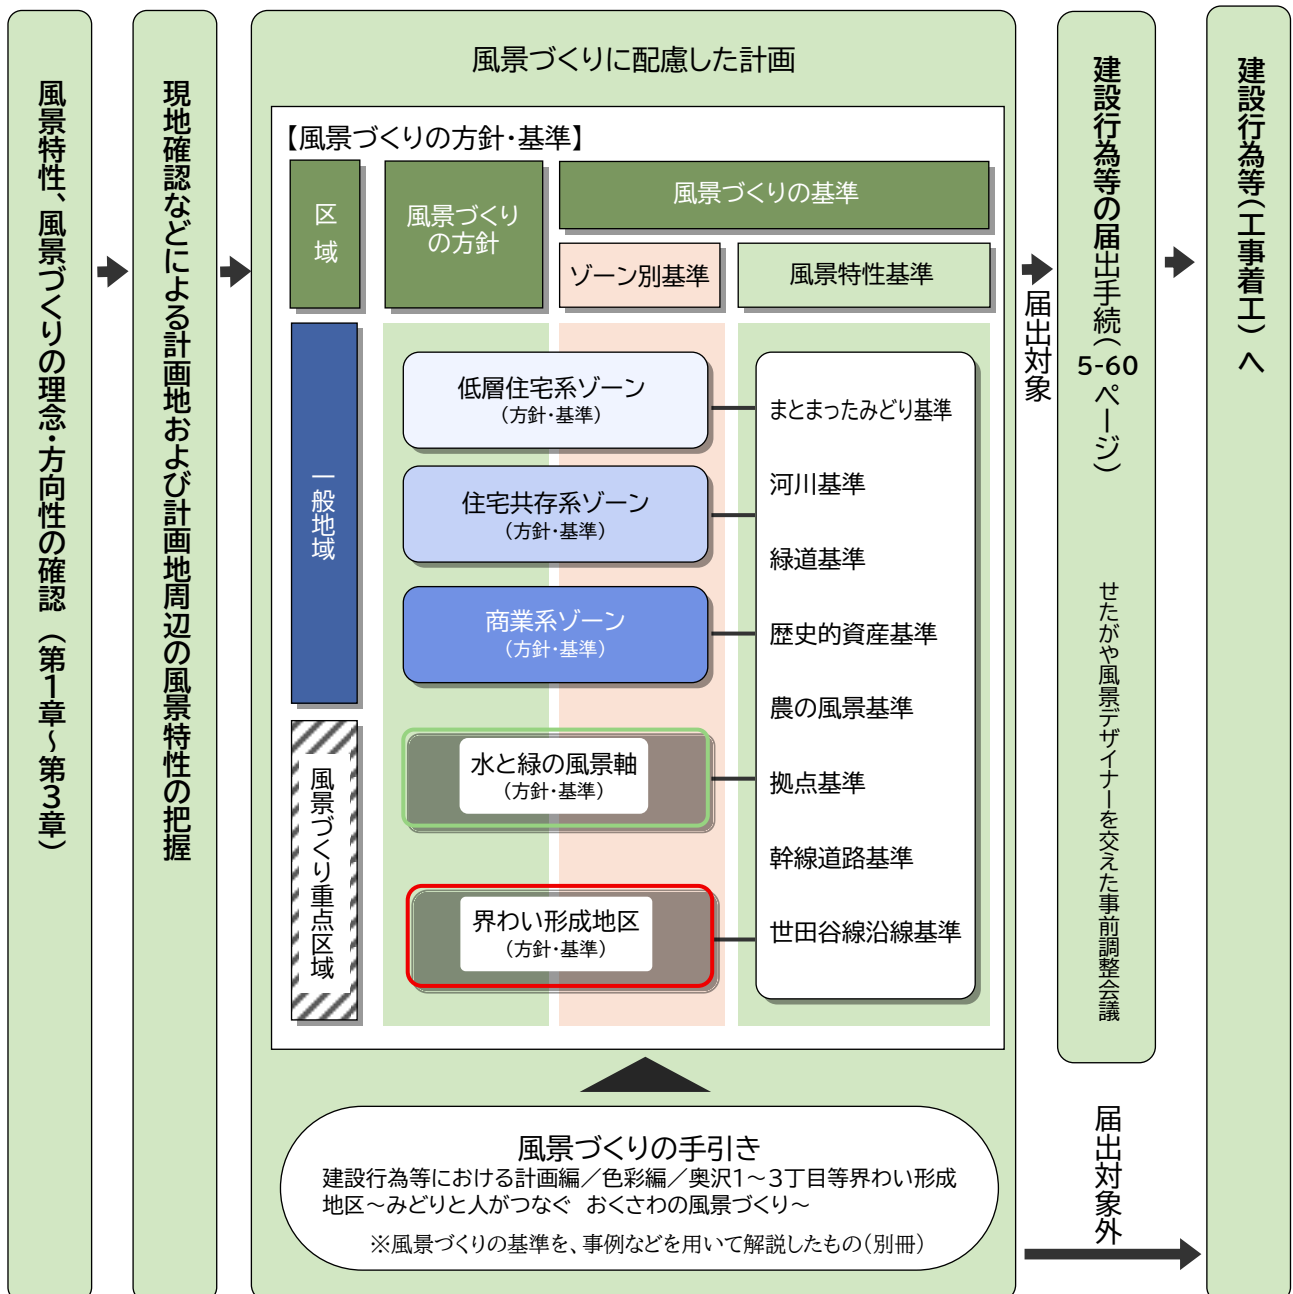 風景特性、風景づくりの理念・方向性の確認（第1章～第3章）
現地確認などによる計画地および計画地周辺の風景特性の把握
風景づくりに配慮した計画
【風景づくりの方針・基準】
区域
風景づくり
の方針
風景づくりの基準
ゾーン別基準
風景特性基準
一般地域
低層住宅系ゾーン
（方針・基準）
住宅共存系ゾーン
（方針・基準）
商業系ゾーン
（方針・基準）
風景づくり重点区域
水と緑の風景軸
（方針・基準）
界わい形成地区
（方針・基準）
まとまったみどり基準
河川基準
緑道基準
歴史的資産基準
農の風景基準
拠点基準
幹線道路基準
世田谷線沿線基準
風景づくりの手引き
建設行為等における計画編／色彩編／奥沢1～3丁目等界わい形成
地区～みどりと人がつなぐ　おくさわの風景づくり～
※風景づくりの基準を、事例などを用いて解説したもの（別冊）
届出対象
建設行為等の届出手続（5-60ページ）
せたがや風景デザイナーを交えた事前調整会議
届出対象外
建設行為等（工事着工）へ